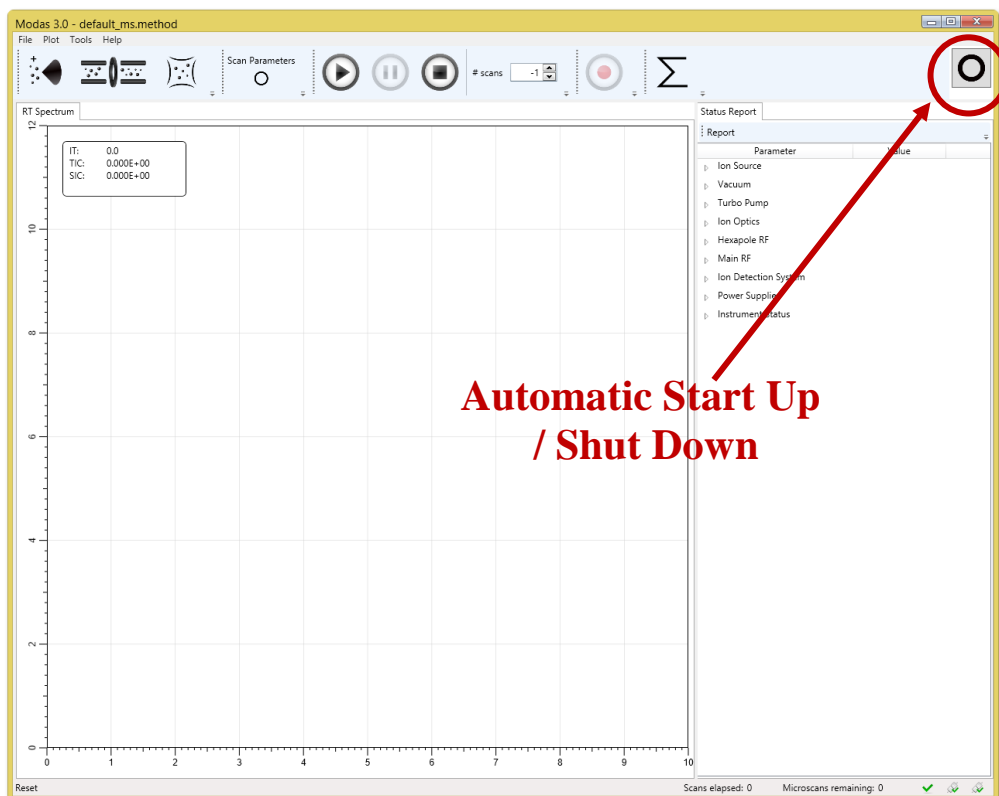 Modas 3.0 - default_ms.method
File Plot Tools Help
Scan Parameters
# scans -1
RT Spectrum
Status Report
Report
Parameter Value
IT: 0.0
TIC: 0.000E+00
SIC: 0.000E+00
Ion Source
Vacuum
Turbo Pump
Ion Optics
Hexapole RF
Main RF
Ion Detection System
Power Supplies
Instrument Status
12
10
8
6
4
2
0
Automatic Start Up
/ Shut Down
0 1 2 3 4 5 6 7 8 9 10
Reset
Scans elapsed: 0 Microscans remaining: 0